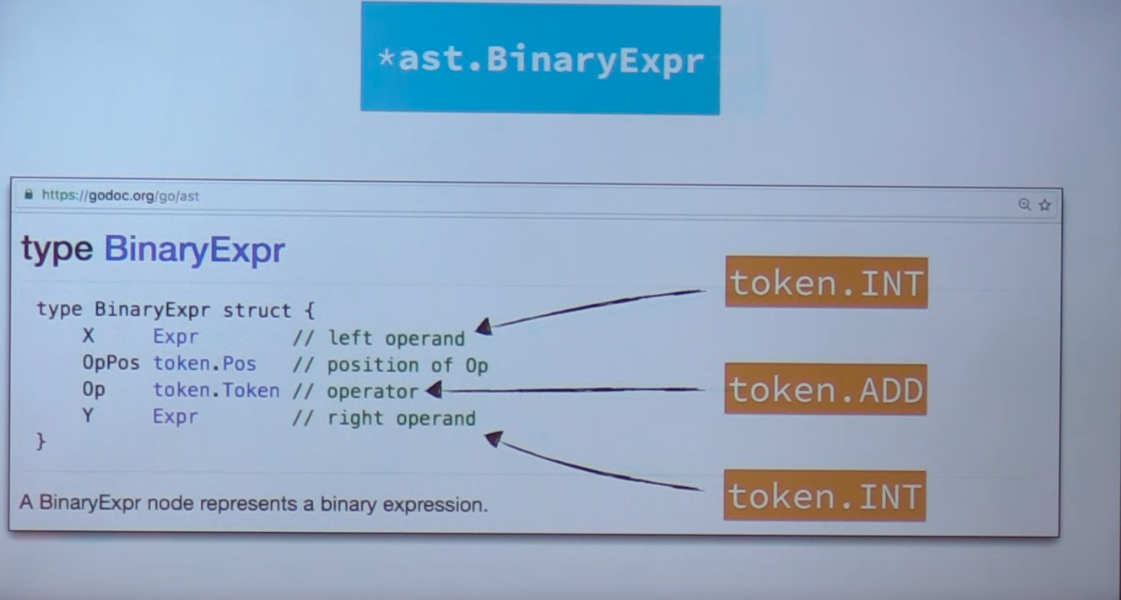 *ast.BinaryExpr
https://godoc.org/go/ast
type BinaryExpr
type BinaryExpr struct {
X Expr // left operand
OpPos token.Pos // position of Op
Op token.Token // operator
Y Expr // right operand
}
A BinaryExpr node represents a binary expression.
token.INT
token.ADD
token.INT